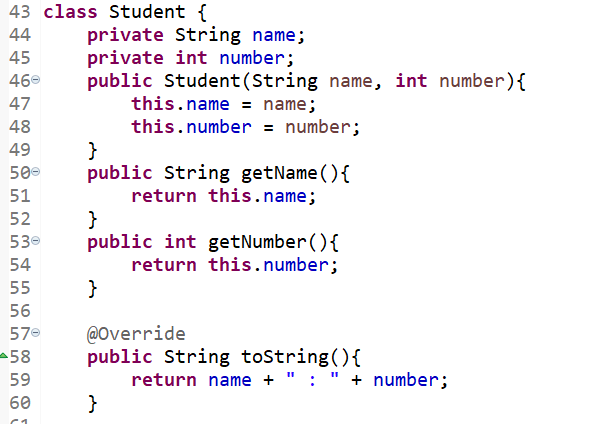 43 class Student {
44     private String name;
45     private int number;
46     public Student(String name, int number){
47         this.name = name;
48         this.number = number;
49     }
50     public String getName(){
51         return this.name;
52     }
53     public int getNumber(){
54         return this.number;
55     }
56
57     @Override
58     public String toString(){
59         return name + " : " + number;
60     }